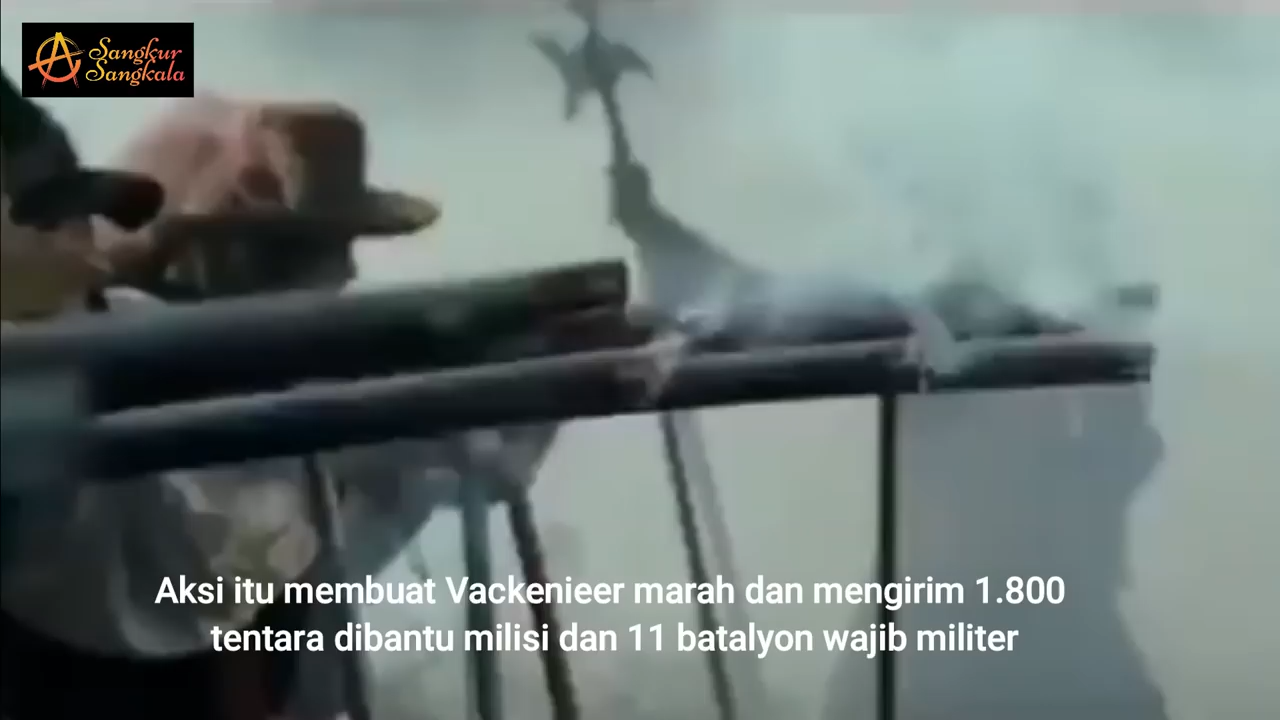 Sangkur
Sangkala
Aksi itu membuat Vackenieer marah dan mengirim 1.800
tentara dibantu milisi dan 11 batalyon wajib militer